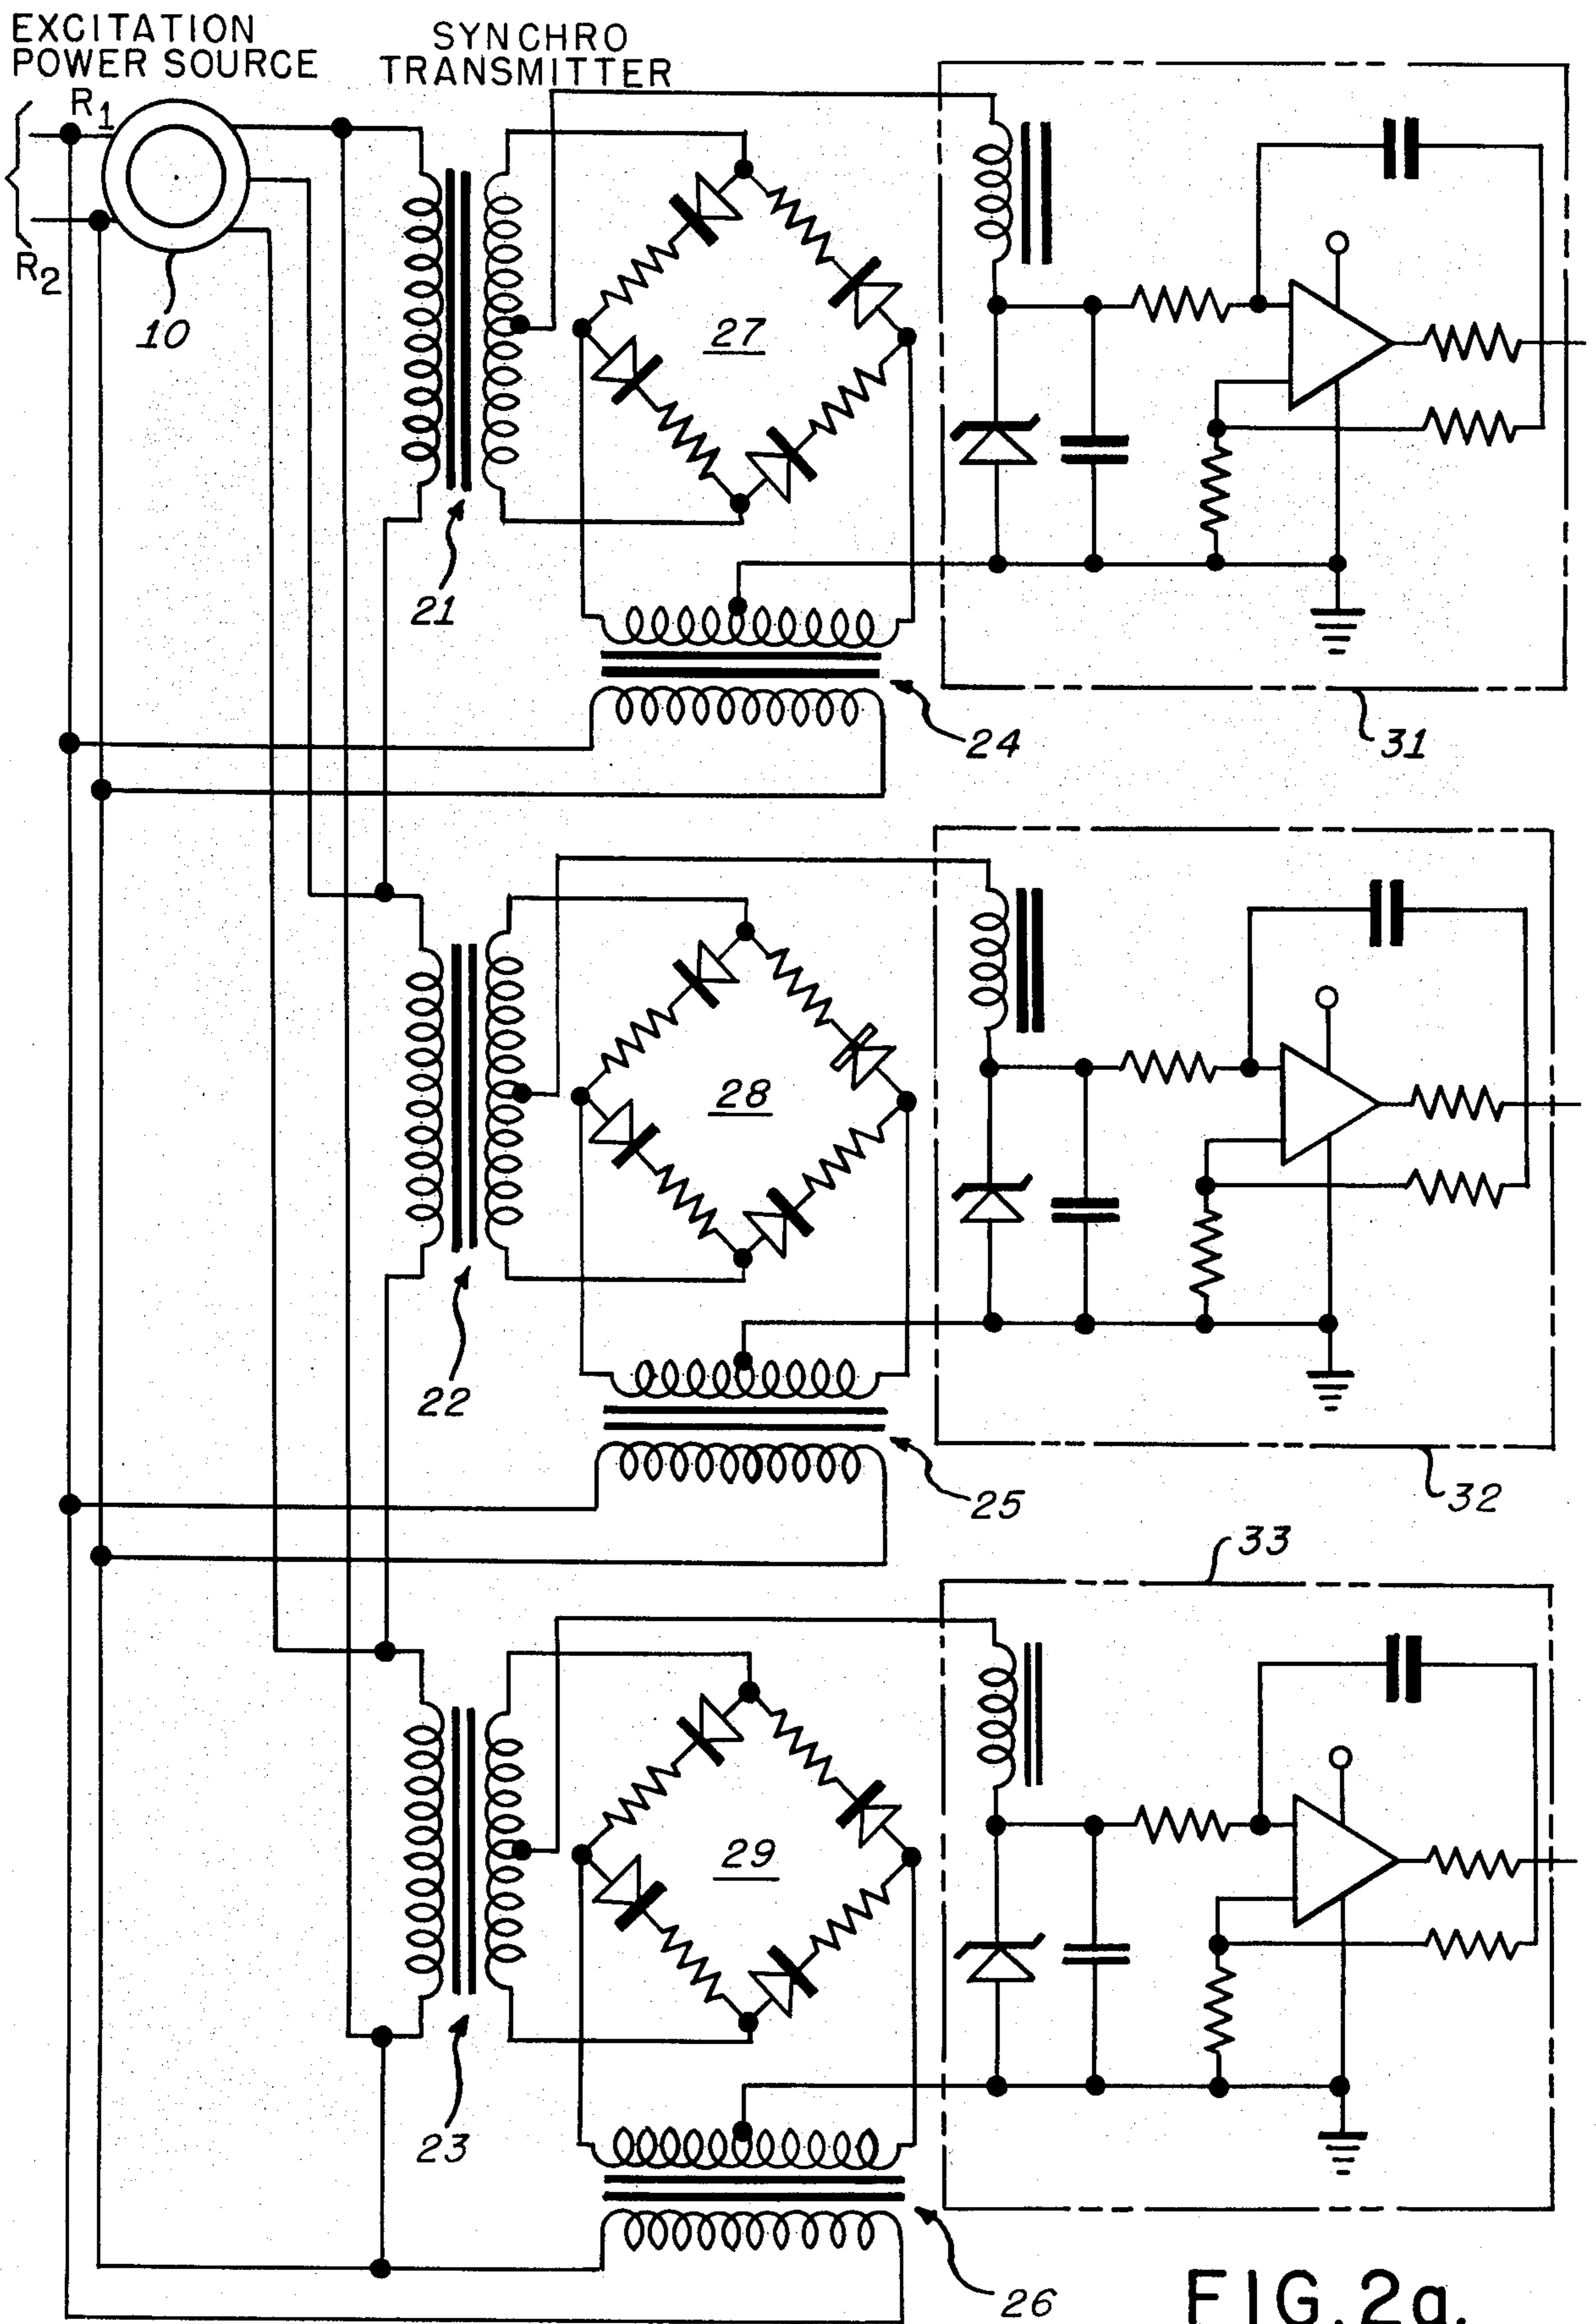 EXCITATION
POWER SOURCE
SYNCHRO
TRANSMITTER
R1
R2
10
27
21
24
31
28
22
25
32
33
29
23
26
FIG. 2a.